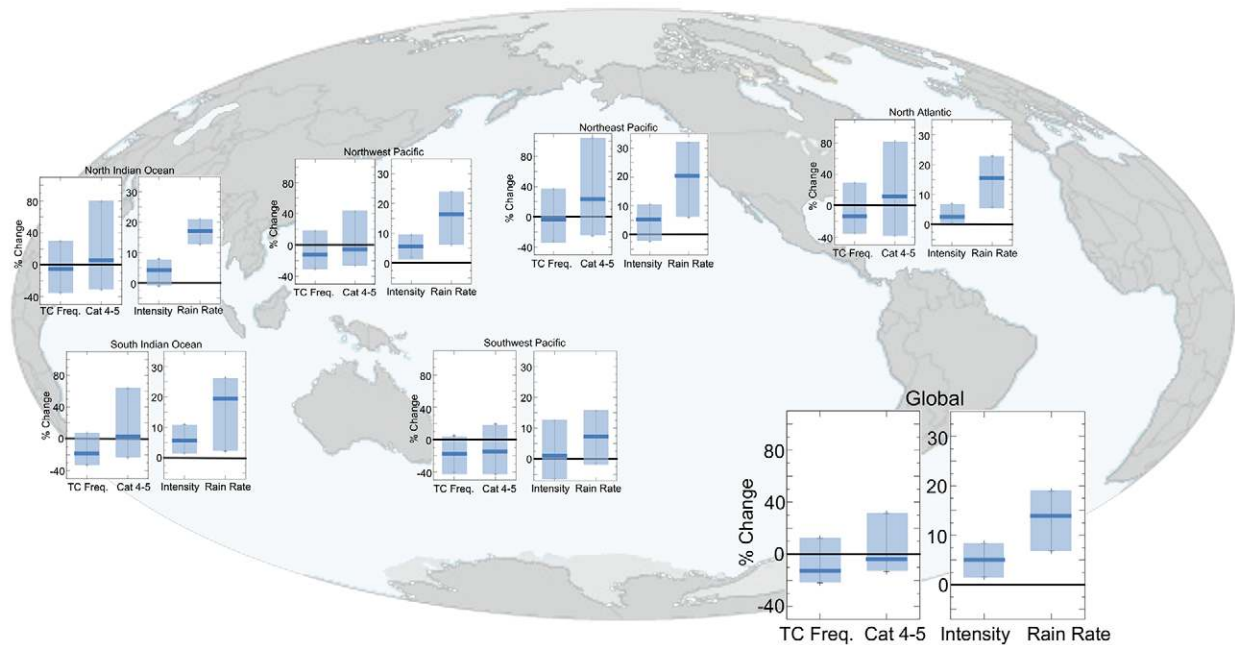 North Indian Ocean
% Change
80
40
0
-40
30
20
10
0
TC Freq. Cat 4-5 Intensity Rain Rate
Northwest Pacific
% Change
80
40
0
-40
30
20
10
0
TC Freq. Cat 4-5 Intensity Rain Rate
Northeast Pacific
% Change
80
40
0
-40
30
20
10
0
TC Freq. Cat 4-5 Intensity Rain Rate
North Atlantic
% Change
80
40
0
-40
30
20
10
0
TC Freq. Cat 4-5 Intensity Rain Rate
South Indian Ocean
% Change
80
40
0
-40
30
20
10
0
TC Freq. Cat 4-5 Intensity Rain Rate
Southwest Pacific
% Change
80
40
0
-40
30
20
10
0
TC Freq. Cat 4-5 Intensity Rain Rate
Global
% Change
80
40
0
-40
30
20
10
0
TC Freq. Cat 4-5 Intensity Rain Rate